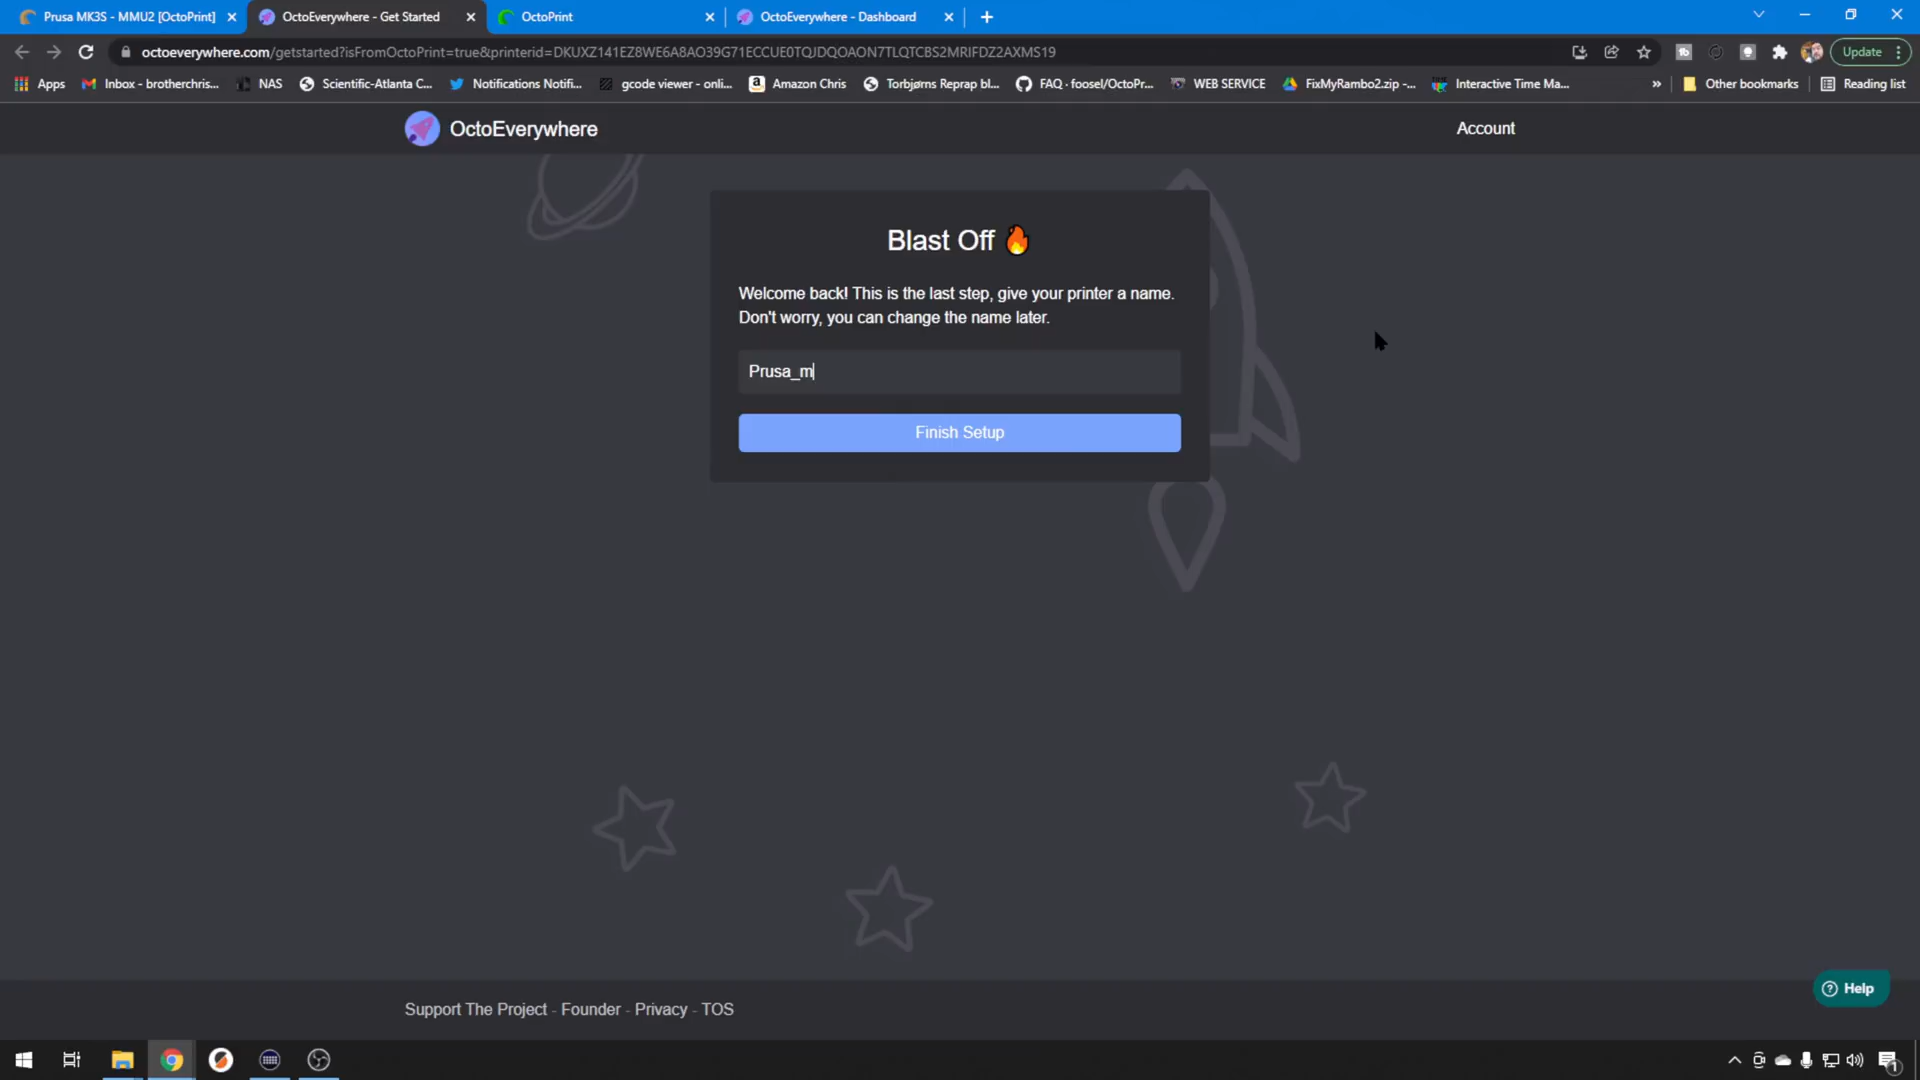 Prusa MK3S - MMU2 [OctoPrint]
OctoEverywhere - Get Started
OctoPrint
OctoEverywhere - Dashboard
octoeverywhere.com/getstarted?isFromOctoPrint=true&printerid=DKUXZ141EZ8WE6A8AO39G71ECCUE0TQJDQOAON7TLQTCBS2MRIFDZ2AXMS19
Update
Apps
Inbox - brotherchris...
NAS
Scientific-Atlanta C...
Notifications Notifi...
gcode viewer - onli...
Amazon Chris
Torbjørns Reprap bl...
FAQ · foosel/OctoPr...
WEB SERVICE
FixMyRambo2.zip -...
Interactive Time Ma...
»
Other bookmarks
Reading list
OctoEverywhere
Account
Blast Off 🔥
Welcome back! This is the last step, give your printer a name.
Don't worry, you can change the name later.
Prusa_m
Finish Setup
Support The Project - Founder - Privacy - TOS
Help
1